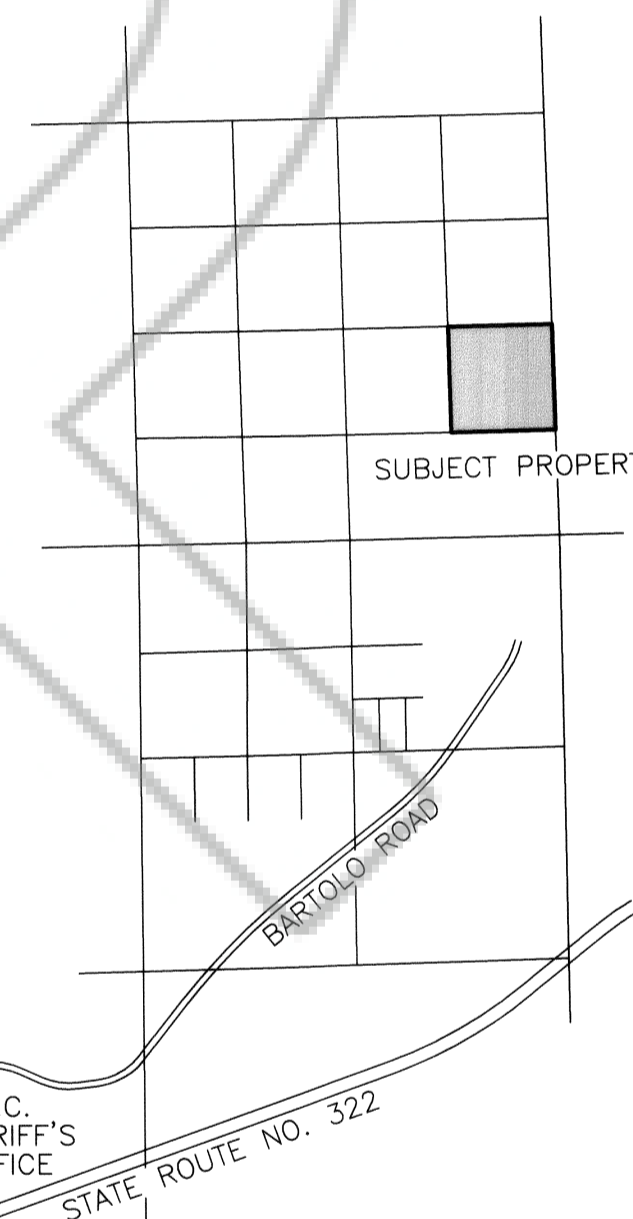 SUBJECT PROPER
BARTOLO ROAD
C.
RIFF'S
FICE
STATE ROUTE NO. 322